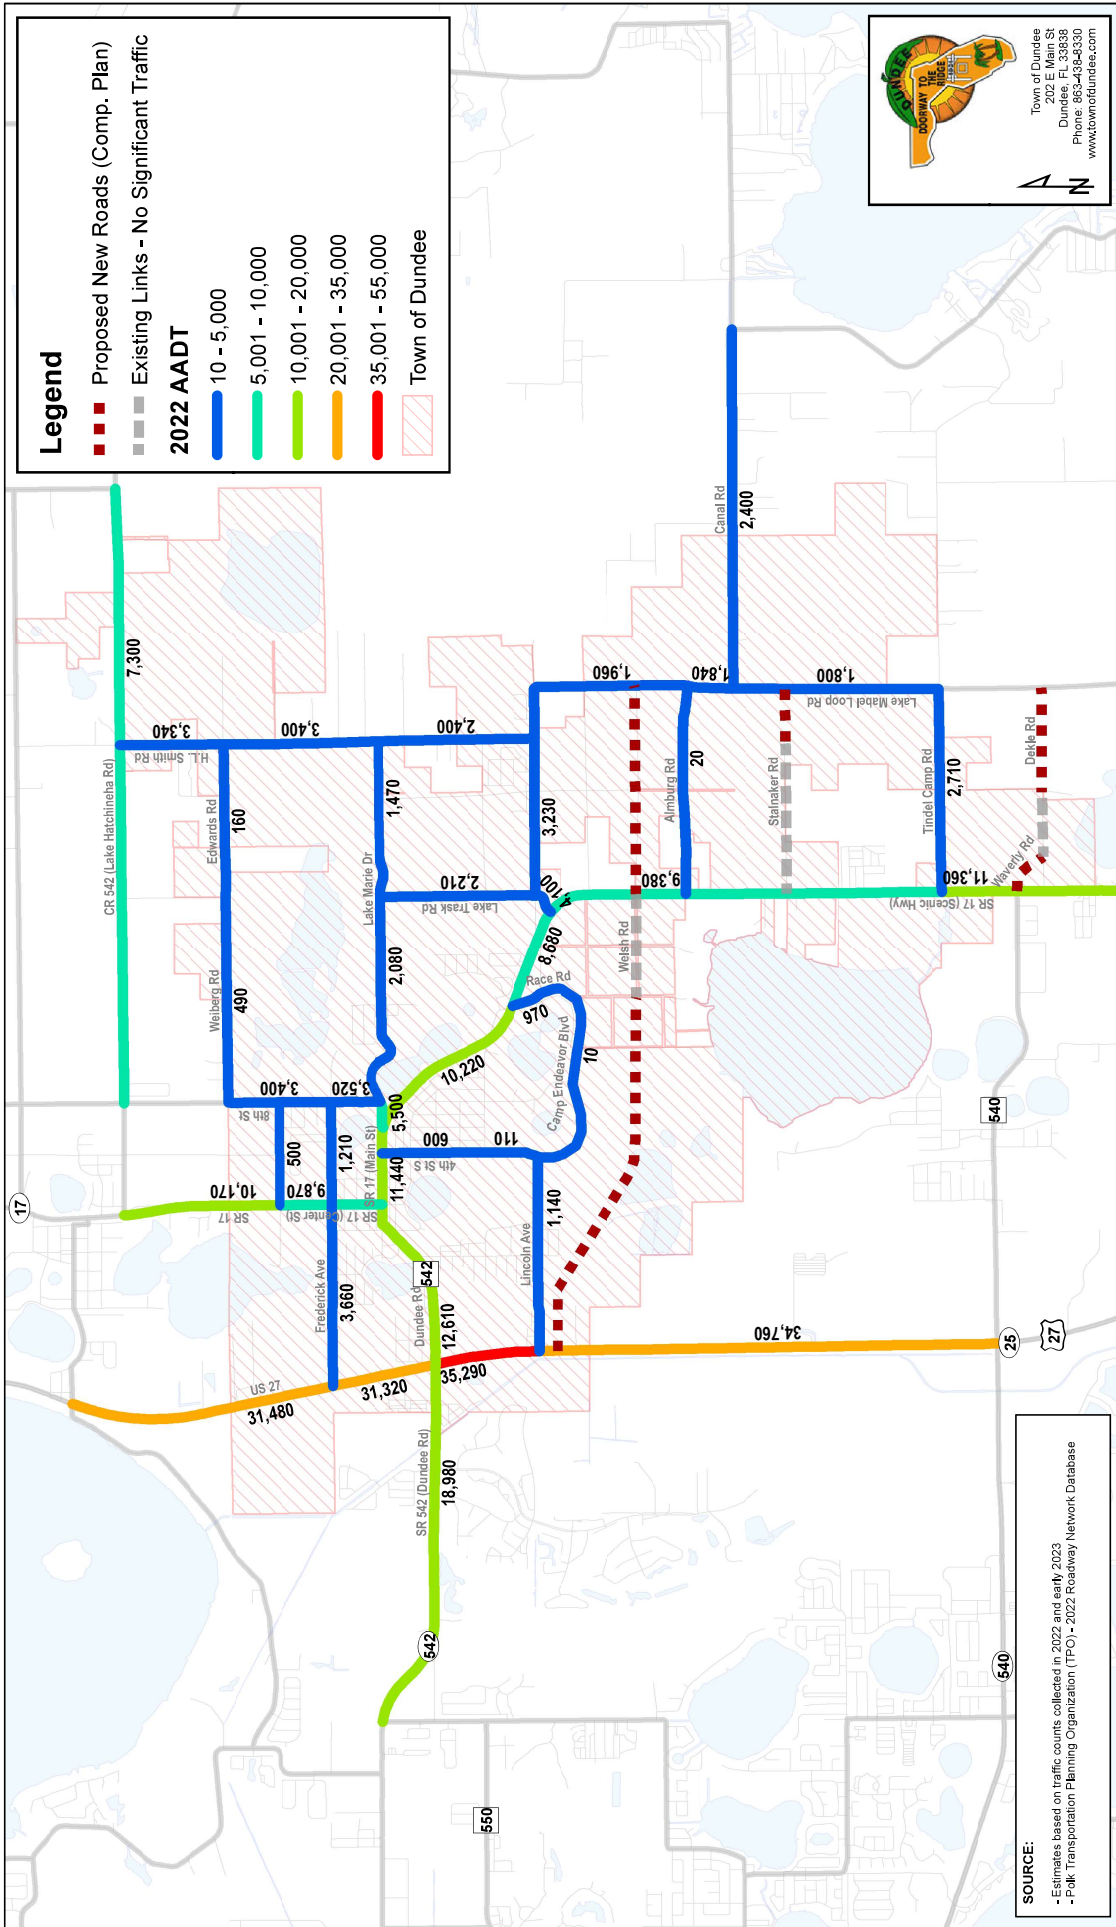 Legend
Proposed New Roads (Comp. Plan)
Existing Links - No Significant Traffic
2022 AADT
10 - 5,000
5,001 - 10,000
10,001 - 20,000
20,001 - 35,000
35,001 - 55,000
Town of Dundee
DUNDEE
DOORWAY TO
THE
RIDGE
N
Town of Dundee
202 E Main St
Dundee, FL 33838
Phone: 863-438-8330
www.townofdundee.com
17
CR 542 (Lake Hatchineha Rd)
7,300
3,340
H.L. Smith Rd
3,400
2,400
Edwards Rd
160
Weiberg Rd
490
8th St
3,400
3,520
500
1,210
10,170
SR 17
9,870
SR 17 (Center St)
Frederick Ave
3,660
US 27
31,480
31,320
35,290
34,760
Lake Marie Dr
1,470
2,080
2,210
Lake Trask Rd
3,230
4,100
8,680
10,220
5,500
SR 17 (Main St)
11,440
600
110
4th St S
Race Rd
970
Camp Endeavor Blvd
10
Lincoln Ave
1,140
542
Dundee Rd
12,610
SR 542 (Dundee Rd)
18,980
542
550
1,960
1,840
1,800
Lake Mabel Loop Rd
Canal Rd
2,400
Almburg Rd
20
9,380
Welsh Rd
Stalnaker Rd
Tindel Camp Rd
2,710
11,360
SR 17 (Scenic Hwy)
Waverly Rd
Dekle Rd
540
25
27
540
SOURCE:
- Estimates based on traffic counts collected in 2022 and early 2023
- Polk Transportation Planning Organization (TPO) - 2022 Roadway Network Database